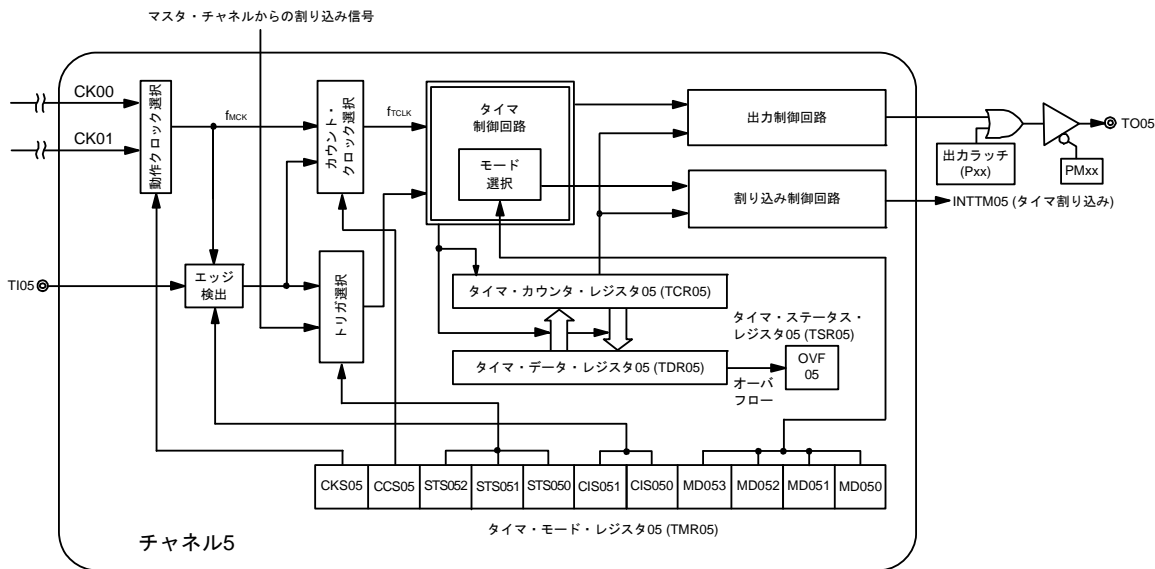 マスタ・チャネルからの割り込み信号
CK00
CK01
動作クロック選択
fMCK
カウント・
クロック選択
fTCLK
タイマ
制御回路
モード
選択
出力制御回路
出力ラッチ
(Pxx)
PMxx
TO05
割り込み制御回路
INTTM05 (タイマ割り込み)
TI05
エッジ
検出
トリガ選択
タイマ・カウンタ・レジスタ05 (TCR05)
タイマ・データ・レジスタ05 (TDR05)
タイマ・ステータス・
レジスタ05 (TSR05)
OVF
05
オーバ
フロー
CKS05
CCS05
STS052
STS051
STS050
CIS051
CIS050
MD053
MD052
MD051
MD050
タイマ・モード・レジスタ05 (TMR05)
チャネル5